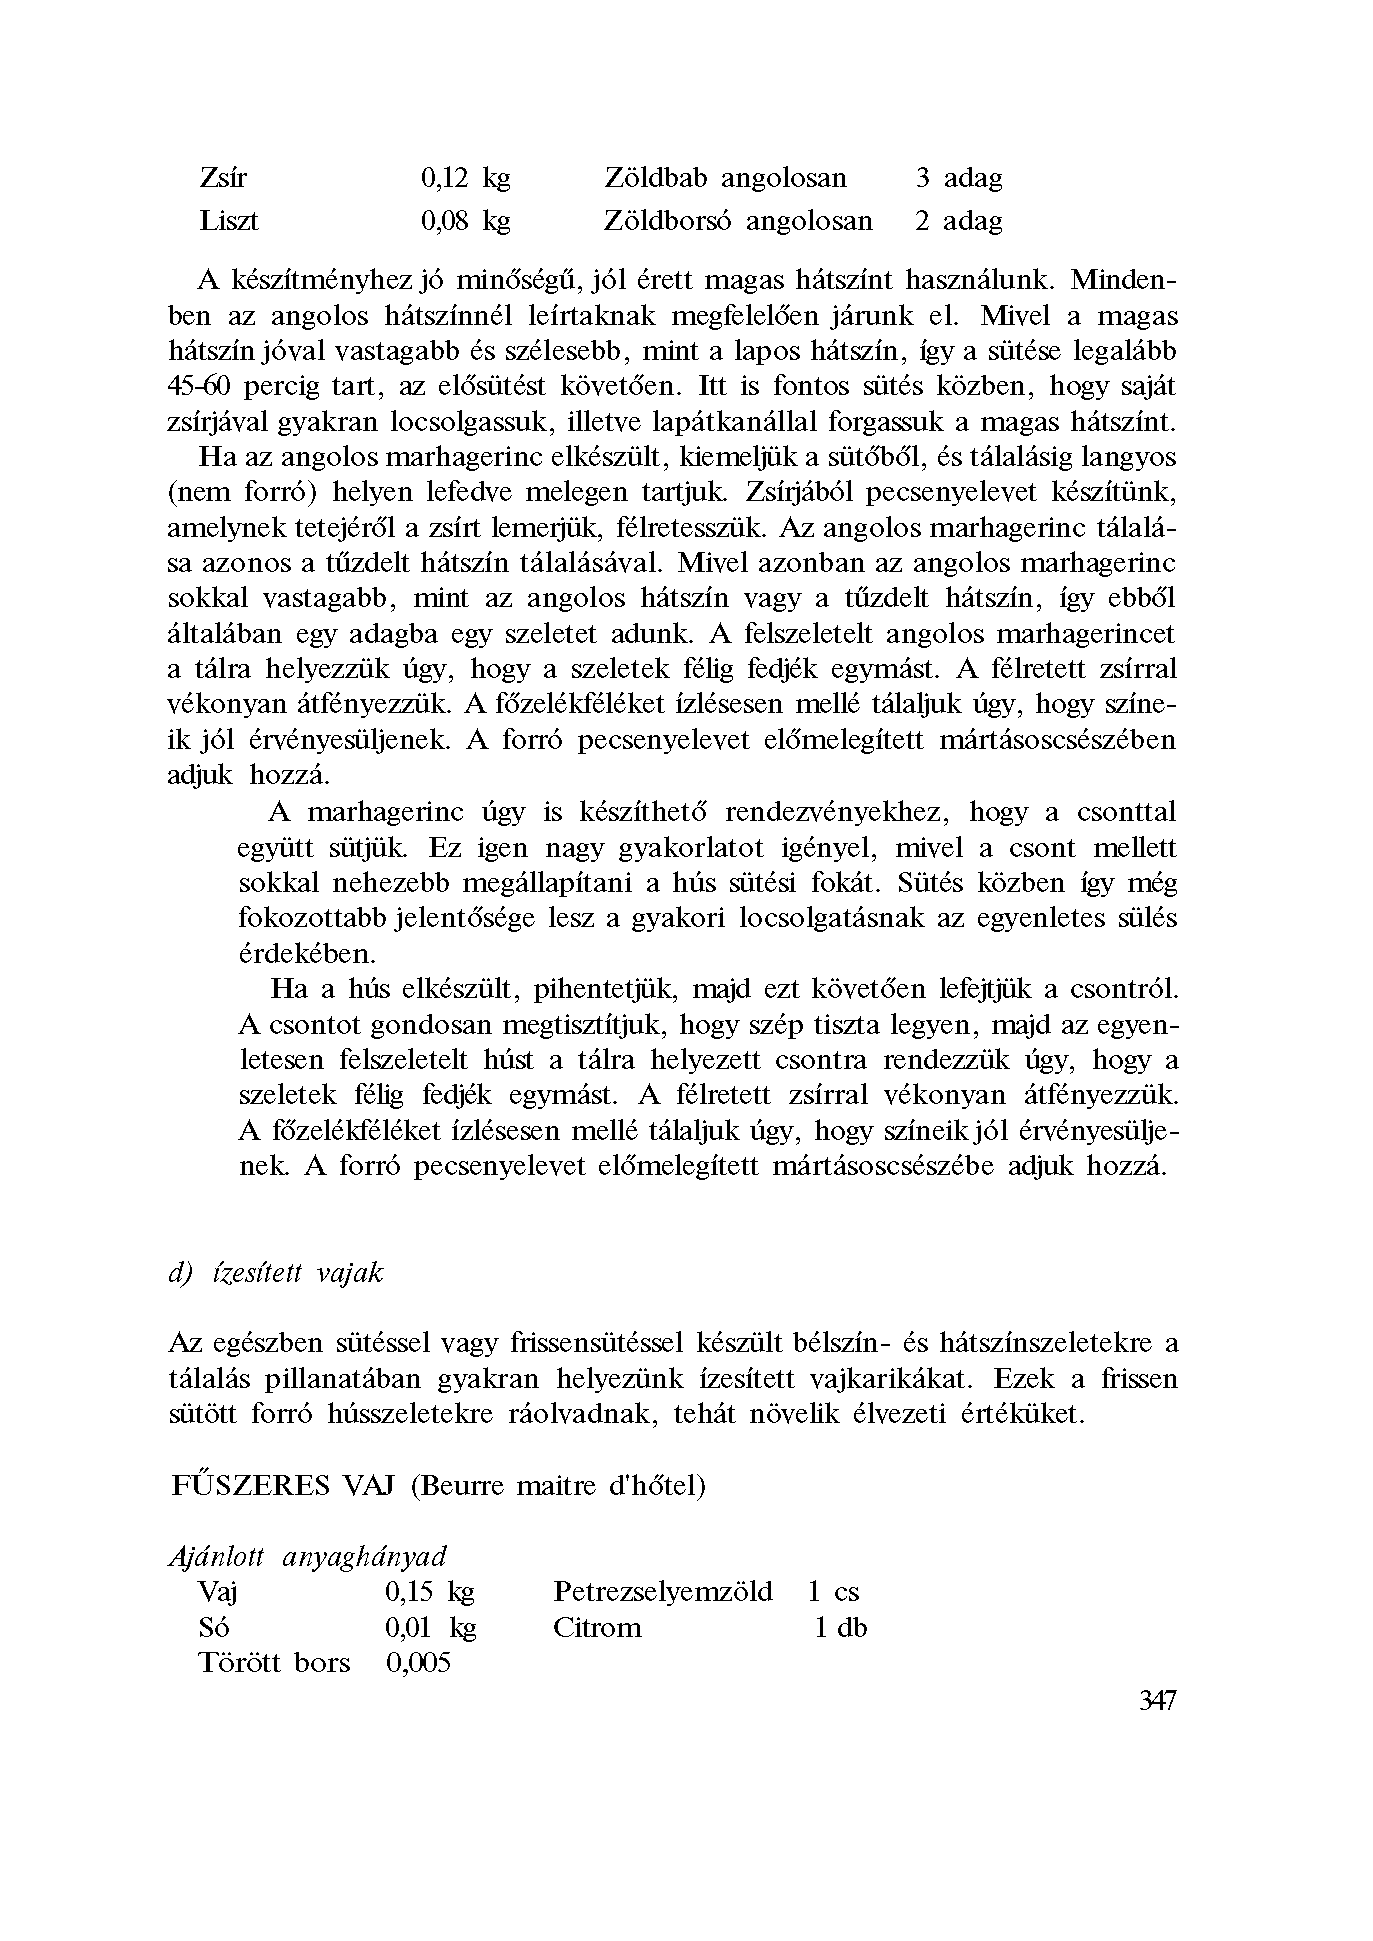 Zsír 0,12 kg Zöldbab angolosan 3 adag
Liszt 0,08 kg Zöldborsó angolosan 2 adag
A készítményhez jó minőségű, jól érett magas hátszínt használunk. Minden-
ben az angolos hátszínnél leírtaknak megfelelően járunk el. Mivel a magas
hátszín jóval vastagabb és szélesebb, mint a lapos hátszín, így a sütése legalább
45-60 percig tart, az elősütést követően. Itt is fontos sütés közben, hogy saját
zsírjával gyakran locsolgassuk, illetve lapátkanállal forgassuk a magas hátszínt.
Ha az angolos marhagerinc elkészült, kiemeljük a sütőből, és tálalásig langyos
(nem forró) helyen lefedve melegen tartjuk. Zsírjából pecsenyelevet készítünk,
amelynek tetejéről a zsírt lemerjük, félretesszük. Az angolos marhagerinc tálalá-
sa azonos a tűzdelt hátszín tálalásával. Mivel azonban az angolos marhagerinc
sokkal vastagabb, mint az angolos hátszín vagy a tűzdelt hátszín, így ebből
általában egy adagba egy szeletet adunk. A felszeletelt angolos marhagerincet
a tálra helyezzük úgy, hogy a szeletek félig fedjék egymást. A félretett zsírral
vékonyan átfényezzük. A főzelékféléket ízlésesen mellé tálaljuk úgy, hogy színe-
ik jól érvényesüljenek. A forró pecsenyelevet előmelegített mártásoscsészében
adjuk hozzá.
A marhagerinc úgy is készíthető rendezvényekhez, hogy a csonttal
együtt sütjük. Ez igen nagy gyakorlatot igényel, mivel a csont mellett
sokkal nehezebb megállapítani a hús sütési fokát. Sütés közben így még
fokozottabb jelentősége lesz a gyakori locsolgatásnak az egyenletes sülés
érdekében.
Ha a hús elkészült, pihentetjük, majd ezt követően lefejtjük a csontról.
A csontot gondosan megtisztítjuk, hogy szép tiszta legyen, majd az egyen-
letesen felszeletelt húst a tálra helyezett csontra rendezzük úgy, hogy a
szeletek félig fedjék egymást. A félretett zsírral vékonyan átfényezzük.
A főzelékféléket ízlésesen mellé tálaljuk úgy, hogy színeik jól érvényesülje-
nek. A forró pecsenyelevet előmelegített mártásoscsészébe adjuk hozzá.
d) ízesített vajak
Az egészben sütéssel vagy frissensütéssel készült bélszín- és hátszínszeletekre a
tálalás pillanatában gyakran helyezünk ízesített vajkarikákat. Ezek a frissen
sütött forró hússzeletekre ráolvadnak, tehát növelik élvezeti értéküket.
FŰSZERES VAJ (Beurre maitre d'hőtel)
Ajánlott anyaghányad
Vaj 0,15 kg Petrezselyemzöld 1 cs
Só 0,01 kg Citrom 1 db
Törött bors 0,005
347